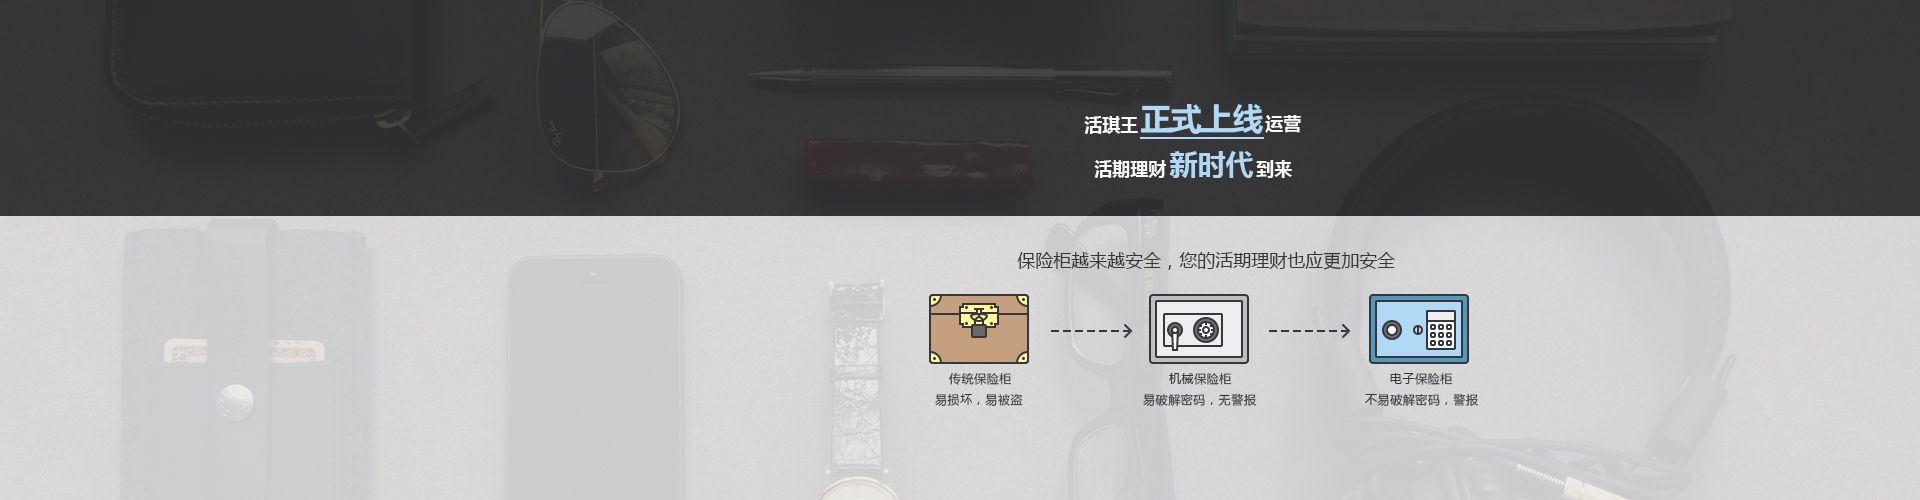 活琪王正式上线运营
活期理财新时代到来
保险柜越来越安全，您的活期理财也应更加安全
传统保险柜
易损坏，易被盗
机械保险柜
易破解密码，无警报
电子保险柜
不易破解密码，警报